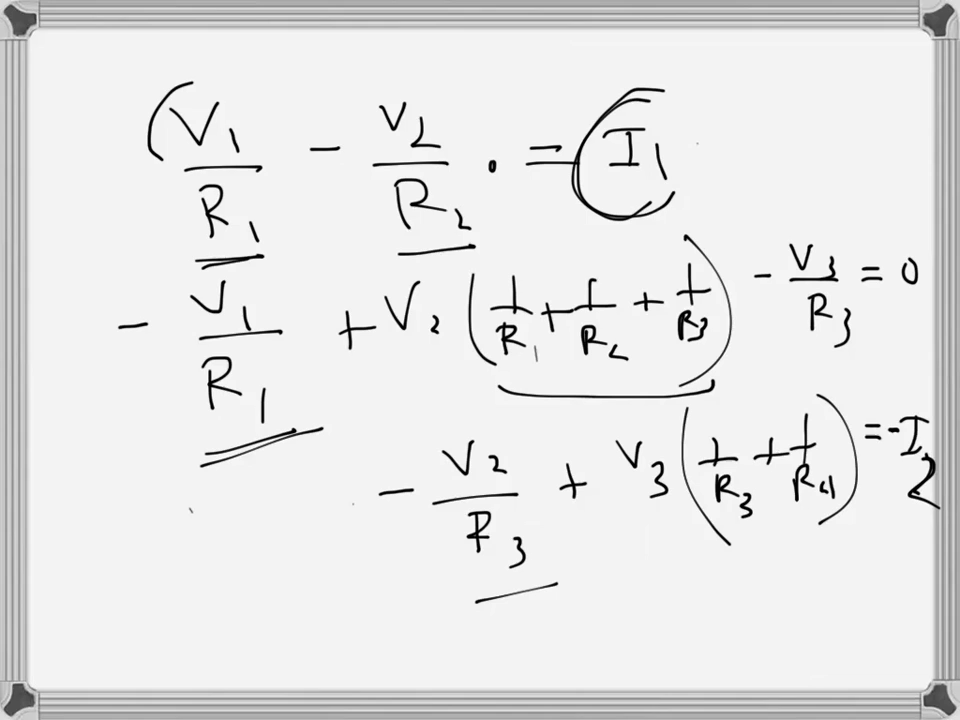 (V1/R1 - V2/R2 . = I1
- V1/R1 + V2 (1/R1 + 1/R2 + 1/R3) - V3/R3 = 0
- V2/R3 + V3 (1/R3 + 1/R4) = -I2